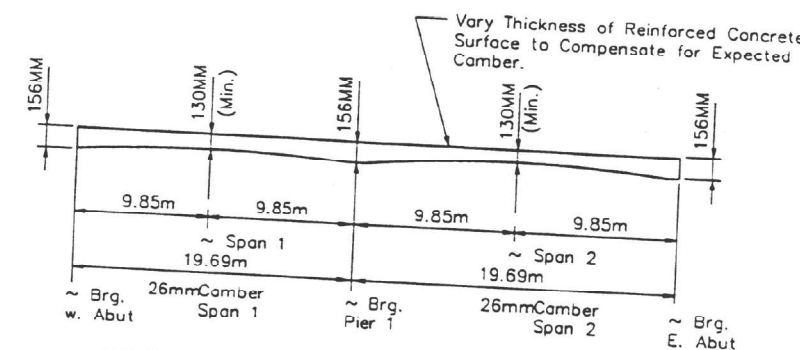 Vary Thickness of Reinforced Concrete
Surface to Compensate for Expected
Camber.
156MM
130MM
(Min.)
156MM
130MM
(Min.)
156MM
9.85m
9.85m
9.85m
9.85m
~ Span 1
~ Span 2
19.69m
19.69m
~ Brg.
w. Abut
26mmCamber
Span 1
~ Brg.
Pier 1
26mmCamber
Span 2
~ Brg.
E. Abut